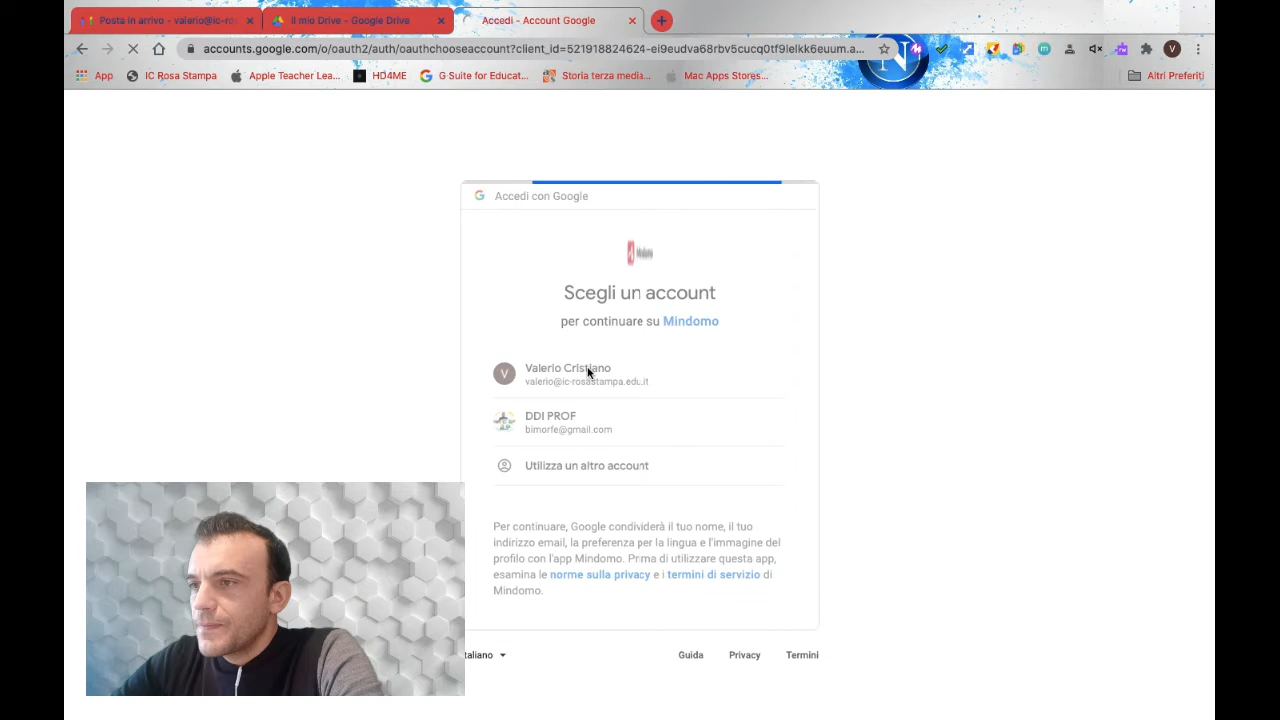 Posta in arrivo - valerio@ic-ros
Il mio Drive - Google Drive
Accedi - Account Google
accounts.google.com/o/oauth2/auth/oauthchooseaccount?client_id=521918824624-ei9eudva68rbv5cucq0tf9lelkk6euum.a...
App
IC Rosa Stampa
Apple Teacher Lea...
HD4ME
G Suite for Educat...
Storia terza media...
Mac Apps Stores...
Altri Preferiti
Accedi con Google
Mindomo
Scegli un account
per continuare su Mindomo
V
Valerio Cristiano
valerio@ic-rosastampa.edu.it
DDI PROF
bimorfe@gmail.com
Utilizza un altro account
Per continuare, Google condividerà il tuo nome, il tuo
indirizzo email, la preferenza per la lingua e l'immagine del
profilo con l'app Mindomo. Prima di utilizzare questa app,
esamina le norme sulla privacy e i termini di servizio di
Mindomo.
taliano
Guida
Privacy
Termini